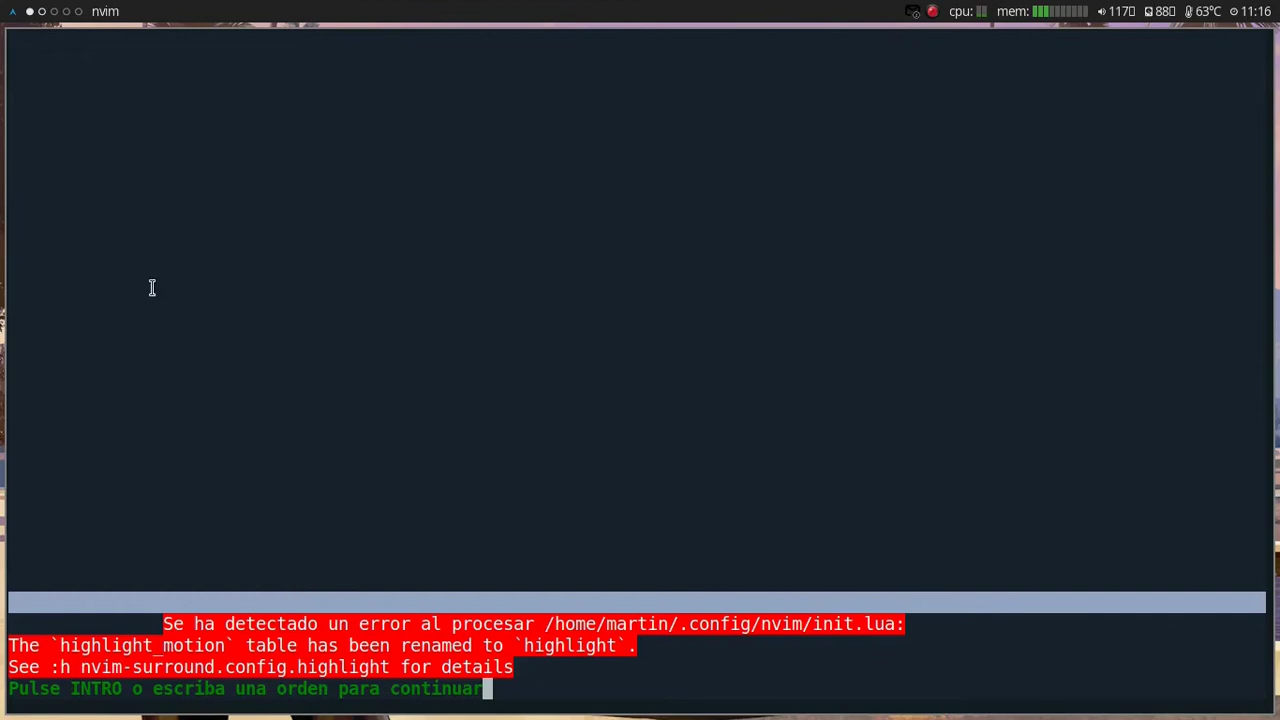 nvim cpu: mem: 117 88 63°C 11:16
Se ha detectado un error al procesar /home/martin/.config/nvim/init.lua:
The `highlight_motion` table has been renamed to `highlight`.
See :h nvim-surround.config.highlight for details
Pulse INTRO o escriba una orden para continuar